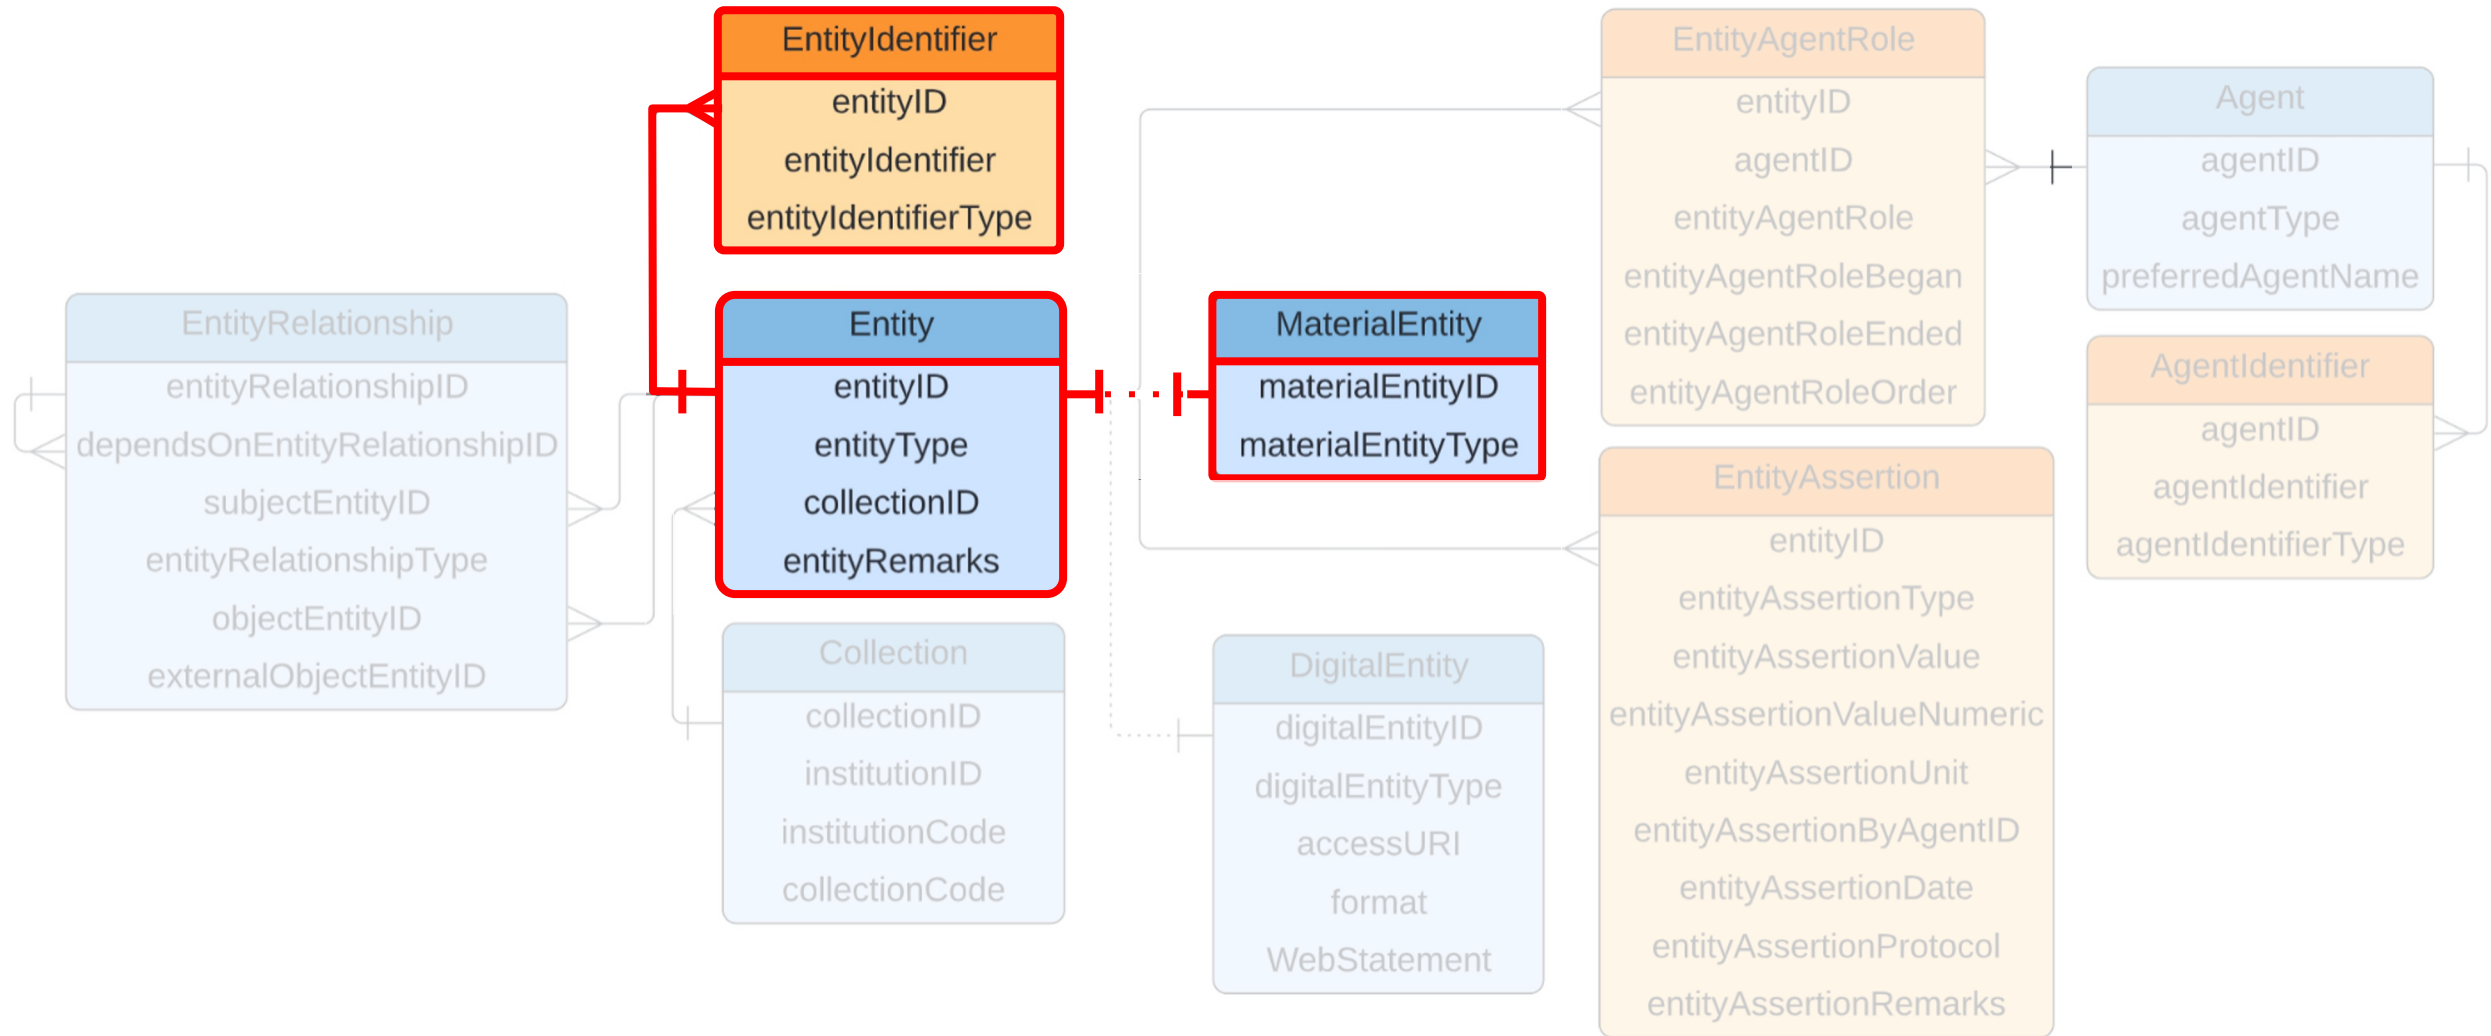 EntityIdentifier
entityID
entityIdentifier
entityIdentifierType
EntityRelationship
entityRelationshipID
dependsOnEntityRelationshipID
subjectEntityID
entityRelationshipType
objectEntityID
externalObjectEntityID
Entity
entityID
entityType
collectionID
entityRemarks
Collection
collectionID
institutionID
institutionCode
collectionCode
MaterialEntity
materialEntityID
materialEntityType
DigitalEntity
digitalEntityID
digitalEntityType
accessURI
format
WebStatement
EntityAgentRole
entityID
agentID
entityAgentRole
entityAgentRoleBegan
entityAgentRoleEnded
entityAgentRoleOrder
EntityAssertion
entityID
entityAssertionType
entityAssertionValue
entityAssertionValueNumeric
entityAssertionUnit
entityAssertionByAgentID
entityAssertionDate
entityAssertionProtocol
entityAssertionRemarks
Agent
agentID
agentType
preferredAgentName
AgentIdentifier
agentID
agentIdentifier
agentIdentifierType